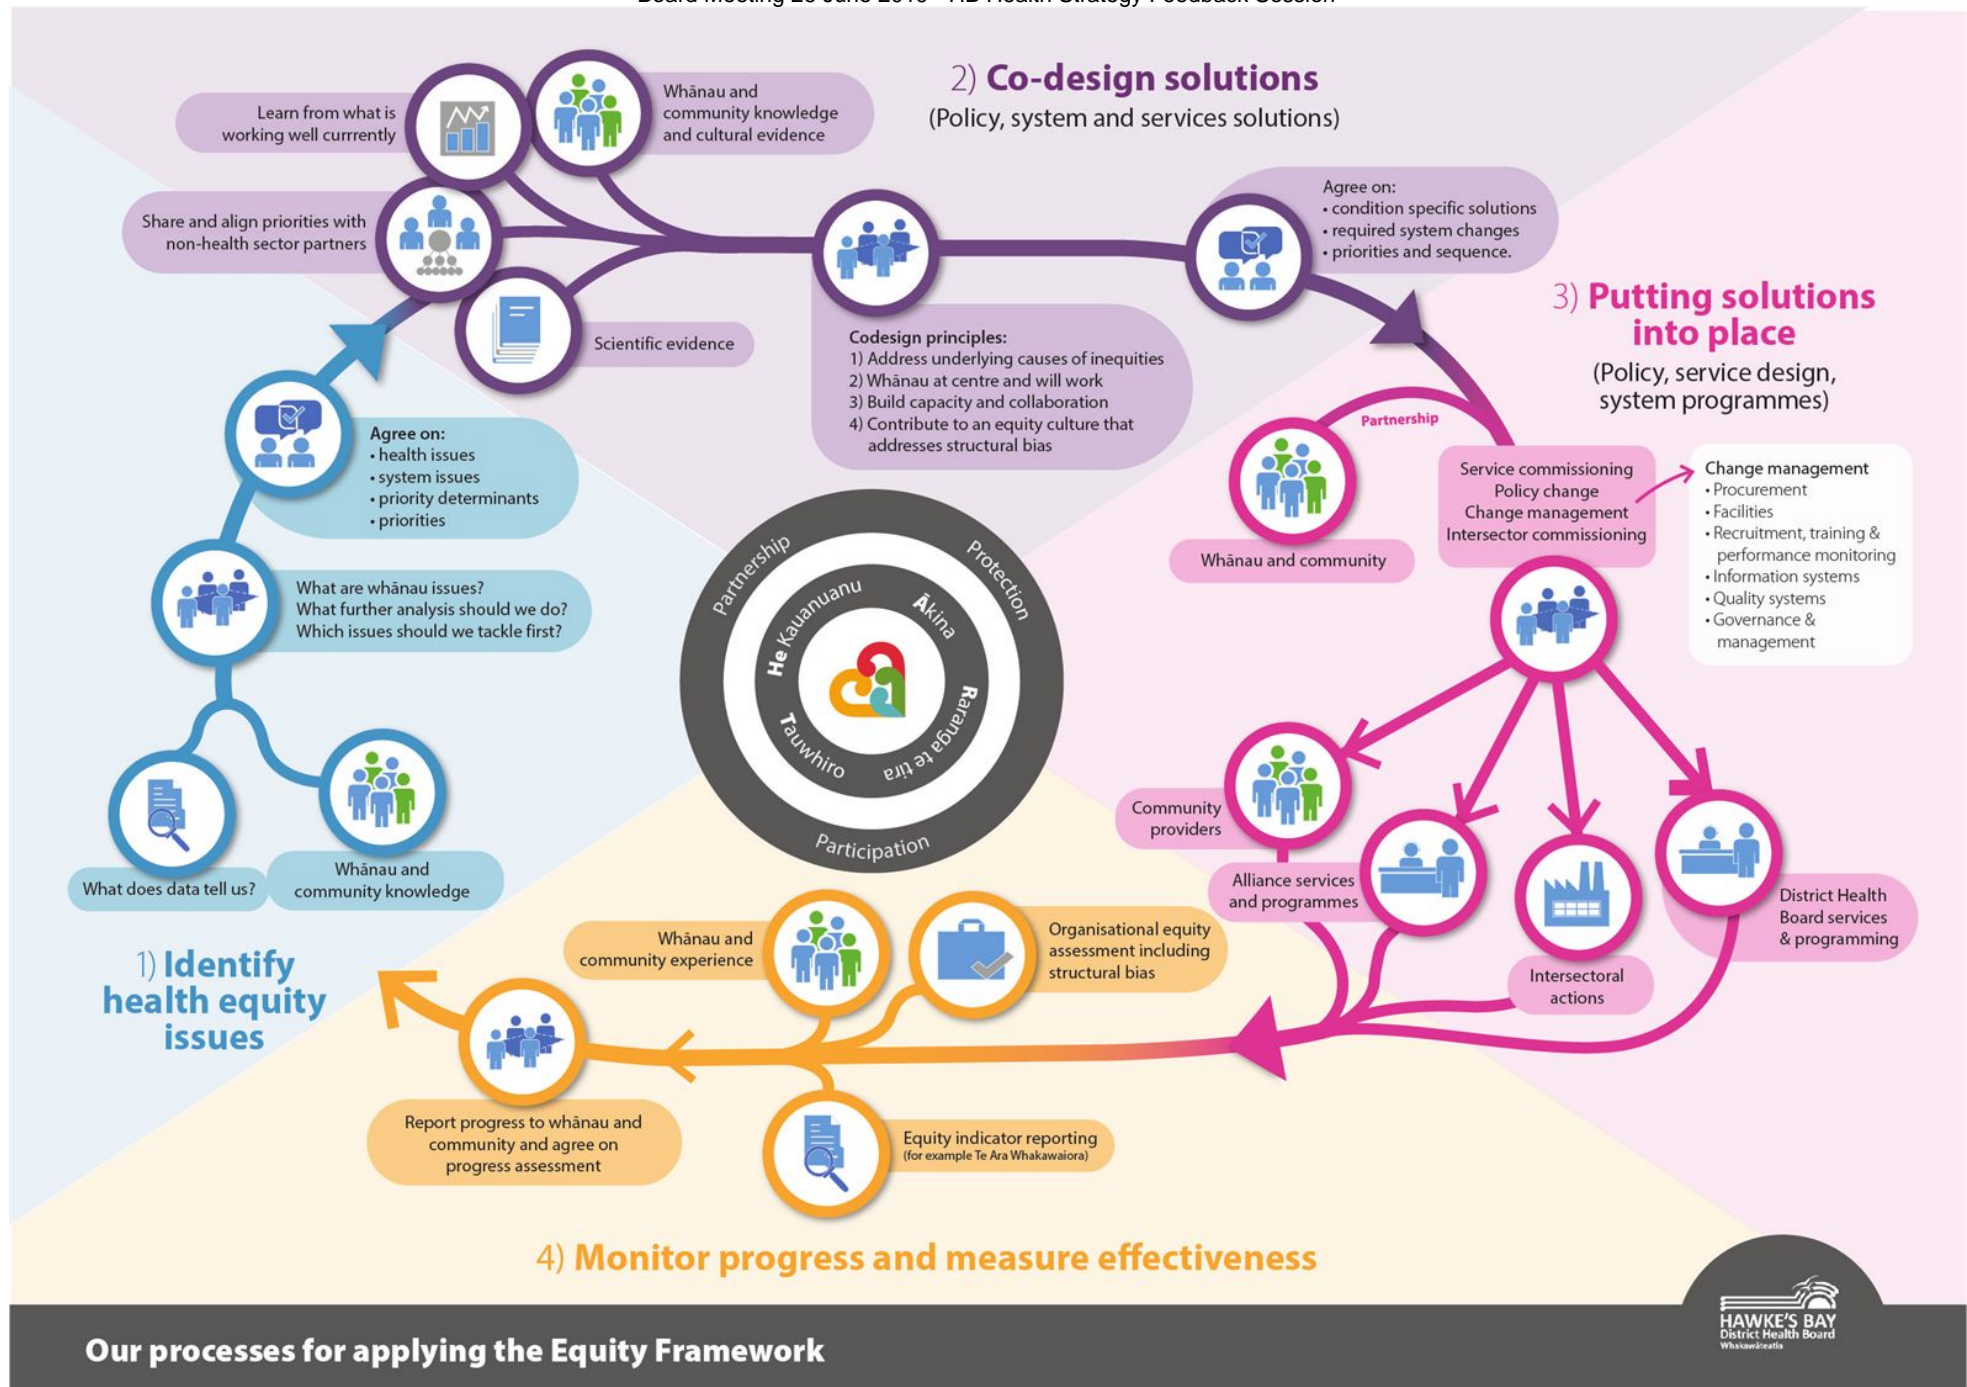 Board Meeting June - Health Strategy Feedback Session
2) Co-design solutions
(Policy, system and services solutions)
Learn from what is
working well currrently
Whānau and
community knowledge
and cultural evidence
Share and align priorities with
non-health sector partners
Scientific evidence
Codesign principles:
1) Address underlying causes of inequities
2) Whānau at centre and will work
3) Build capacity and collaboration
4) Contribute to an equity culture that
addresses structural bias
Agree on:
• condition specific solutions
• required system changes
• priorities and sequence.
3) Putting solutions
into place
(Policy, service design,
system programmes)
Partnership
Whānau and community
Service commissioning
Policy change
Change management
Intersector commissioning
Change management
• Procurement
• Facilities
• Recruitment, training &
performance monitoring
• Information systems
• Quality systems
• Governance &
management
Community
providers
Alliance services
and programmes
Intersectoral
actions
District Health
Board services
& programming
Agree on:
• health issues
• system issues
• priority determinants
• priorities
What are whānau issues?
What further analysis should we do?
Which issues should we tackle first?
What does data tell us?
Whānau and
community knowledge
1) Identify
health equity
issues
Partnership
Protection
Participation
He Kauanuanu
Ākina
Raranga te tira
Tauwhiro
Whānau and
community experience
Organisational equity
assessment including
structural bias
Report progress to whānau and
community and agree on
progress assessment
Equity indicator reporting
(for example Te Ara Whakawaiora)
4) Monitor progress and measure effectiveness
Our processes for applying the Equity Framework
HAWKE'S BAY
District Health Board
Whakawāteatia